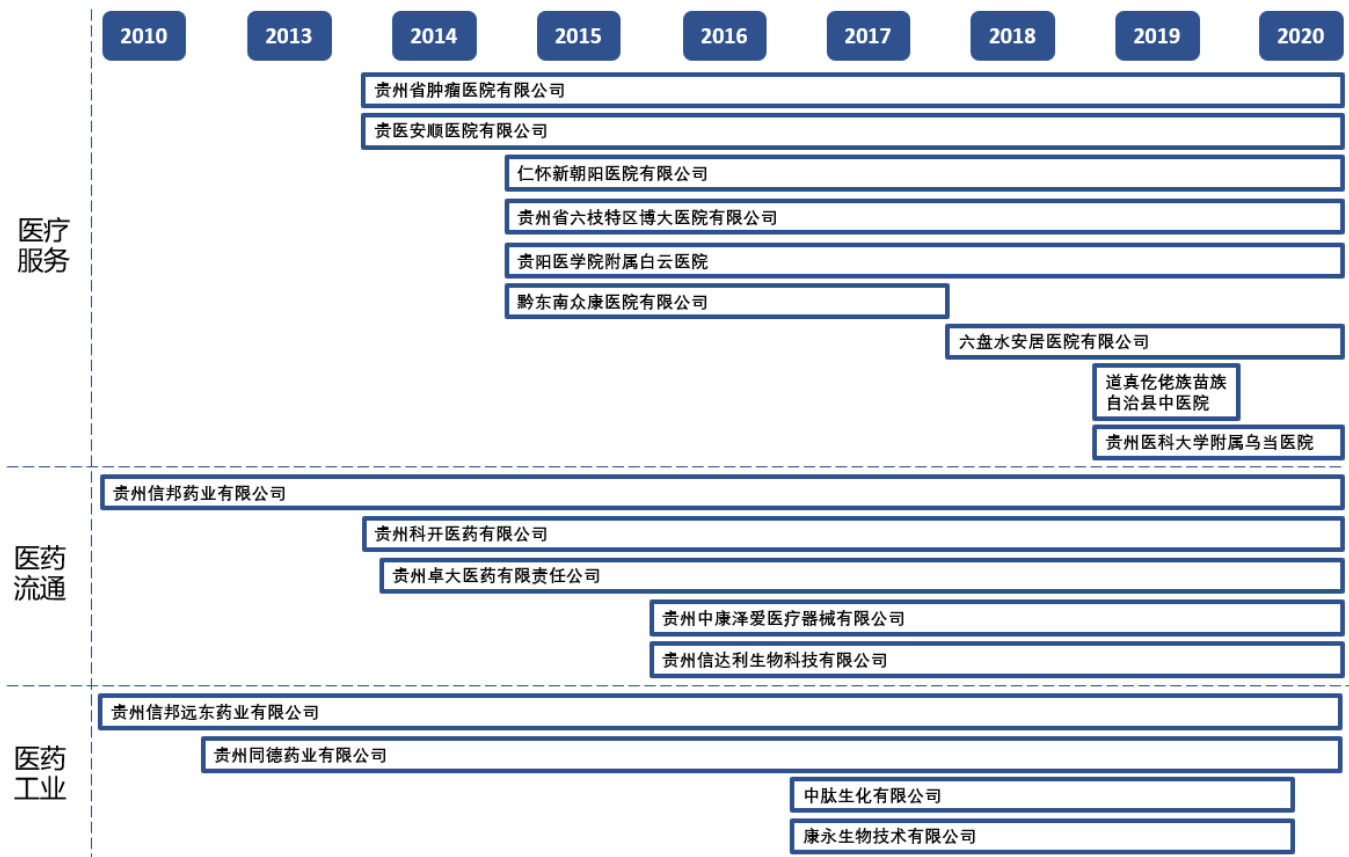 2010 2013 2014 2015 2016 2017 2018 2019 2020
医疗
服务
贵州省肿瘤医院有限公司
贵医安顺医院有限公司
仁怀新朝阳医院有限公司
贵州省六枝特区博大医院有限公司
贵阳医学院附属白云医院
黔东南众康医院有限公司
六盘水安居医院有限公司
道真仡佬族苗族
自治县中医院
贵州医科大学附属乌当医院
医药
流通
贵州信邦药业有限公司
贵州科开医药有限公司
贵州卓大医药有限责任公司
贵州中康泽爱医疗器械有限公司
贵州信达利生物科技有限公司
医药
工业
贵州信邦远东药业有限公司
贵州同德药业有限公司
中肽生化有限公司
康永生物技术有限公司